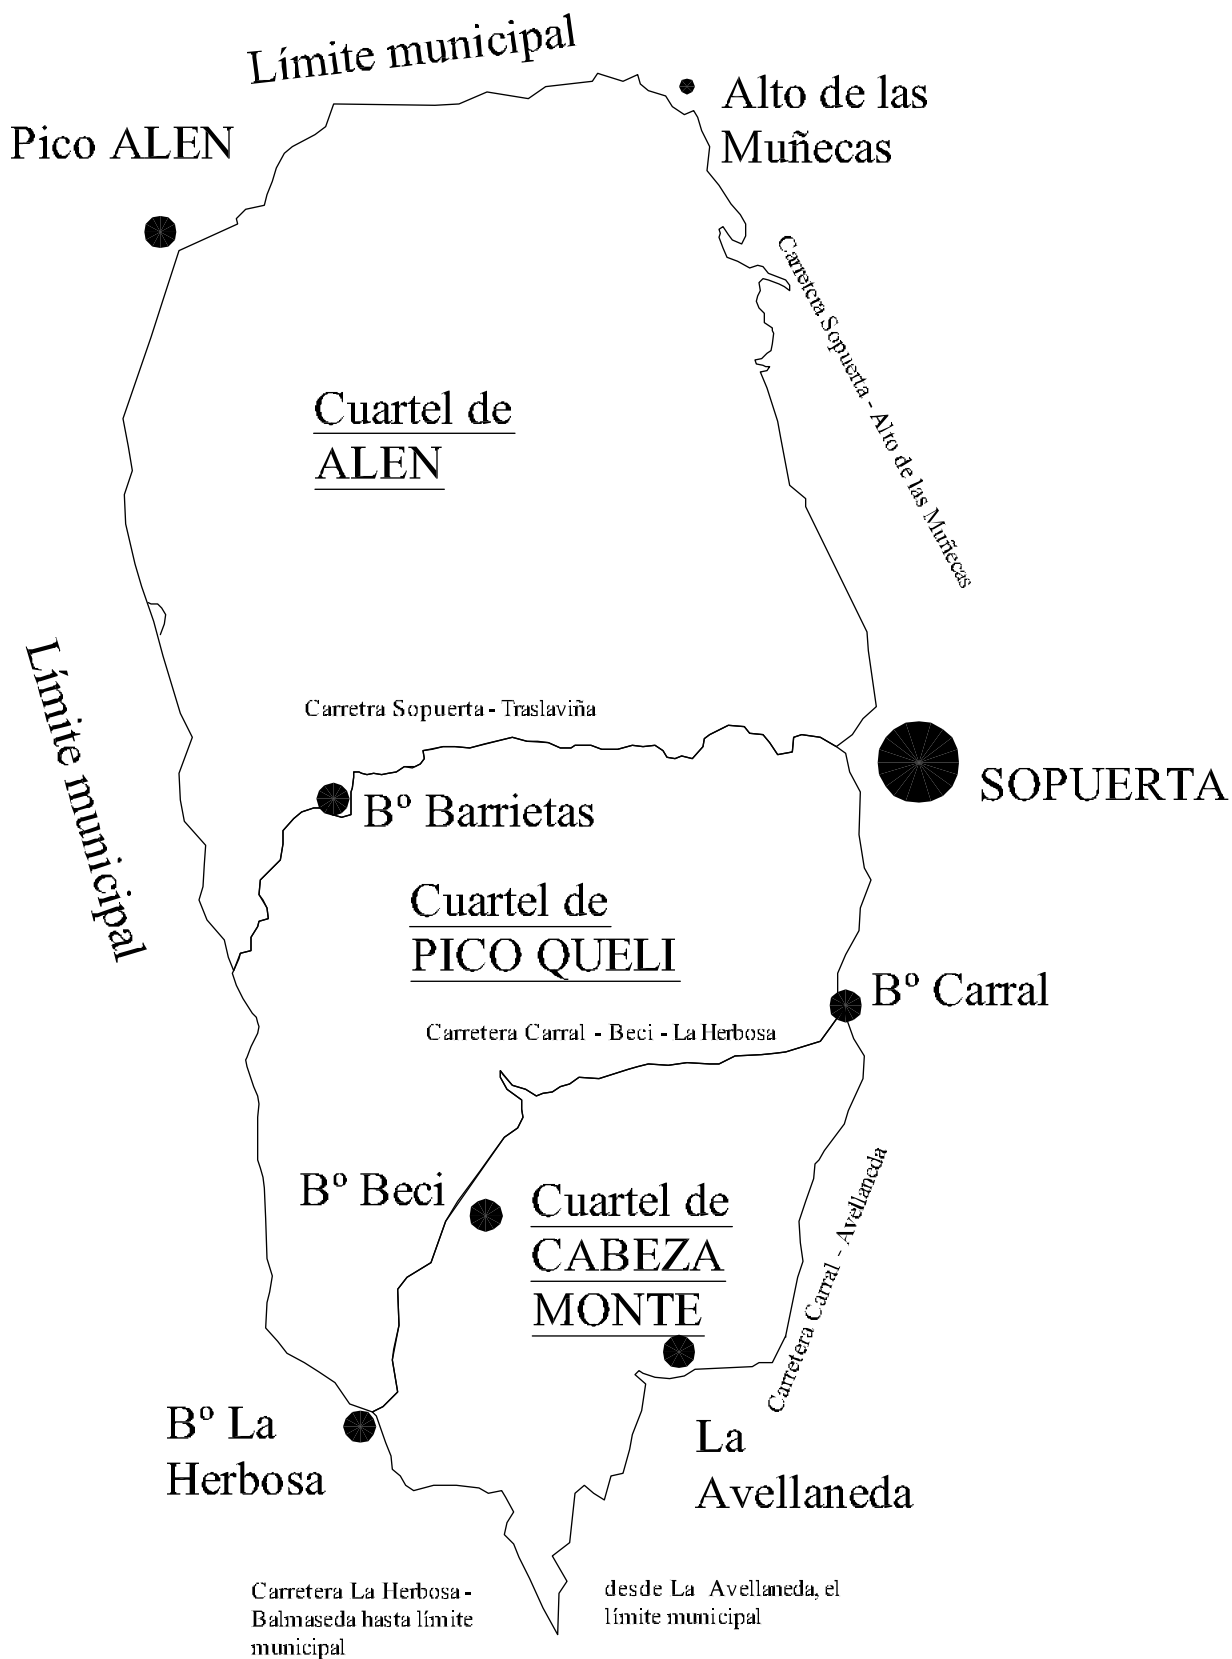 Límite municipal
Alto de las
Muñecas
Pico ALEN
Carretera Sopuerta - Alto de las Muñecas
Cuartel de
ALEN
Límite municipal
Carretra Sopuerta - Traslaviña
SOPUERTA
Bº Barrietas
Cuartel de
PICO QUELI
Bº Carral
Carretera Carral - Beci - La Herbosa
Bº Beci
Cuartel de
CABEZA
MONTE
Carretera Carral - Avellaneda
Bº La
Herbosa
La
Avellaneda
Carretera La Herbosa -
Balmaseda hasta límite
municipal
desde La Avellaneda, el
límite municipal